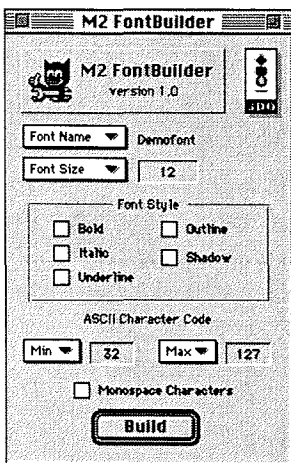 M2 FontBuilder
M2 FontBuilder
version 1.0
3DO
Font Name Demofont
Font Size 12
Font Style
Bold Outline
Italic Shadow
Underline
ASCII Character Code
Min 32 Max 127
Monospace Characters
Build